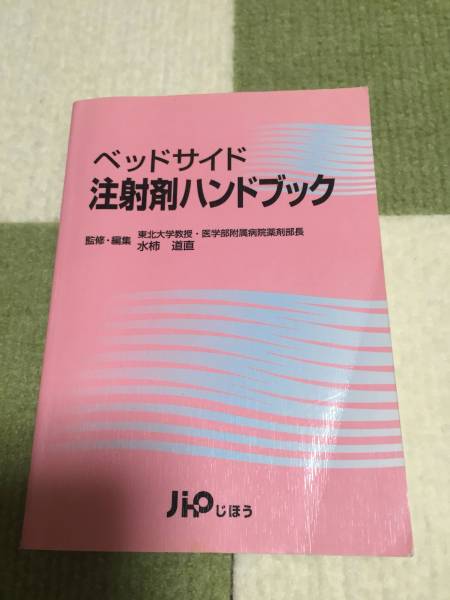 ベッドサイド
注射剤ハンドブック
監修・編集 東北大学教授・医学部附属病院薬剤部長
水柿 道直
Jiho じほう